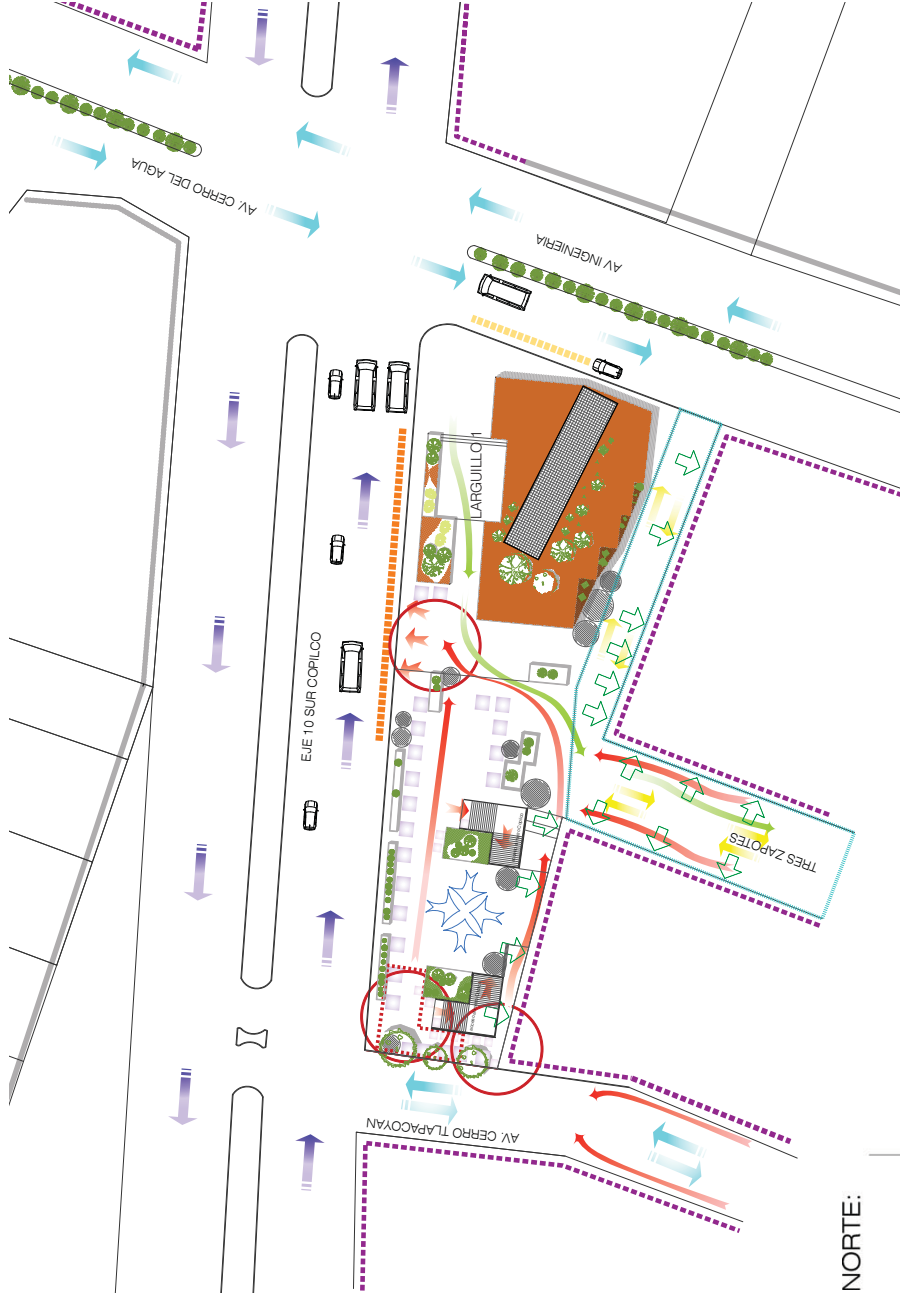 AV. CERRO DEL AGUA
AV INGENIERIA
LARGUILLO 1
EJE 10 SUR COPILCO
TRES ZAPOTES
AV. CERRO TLAPACOYAN
NORTE: